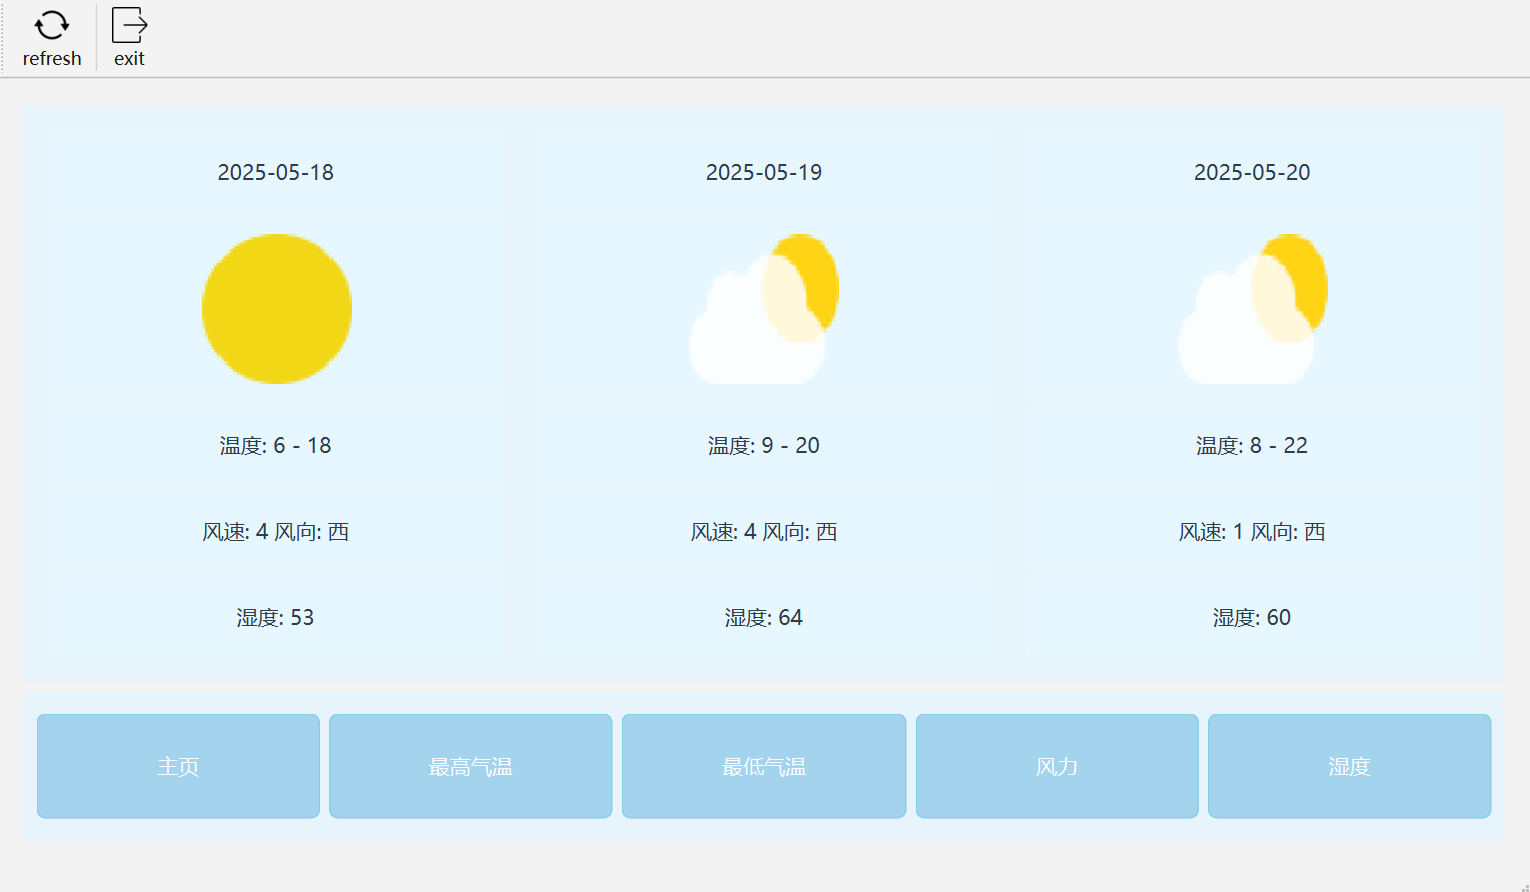 refresh
exit
2025-05-18
2025-05-19
2025-05-20
温度: 6 - 18
温度: 9 - 20
温度: 8 - 22
风速: 4 风向: 西
风速: 4 风向: 西
风速: 1 风向: 西
湿度: 53
湿度: 64
湿度: 60
主页
最高气温
最低气温
风力
湿度